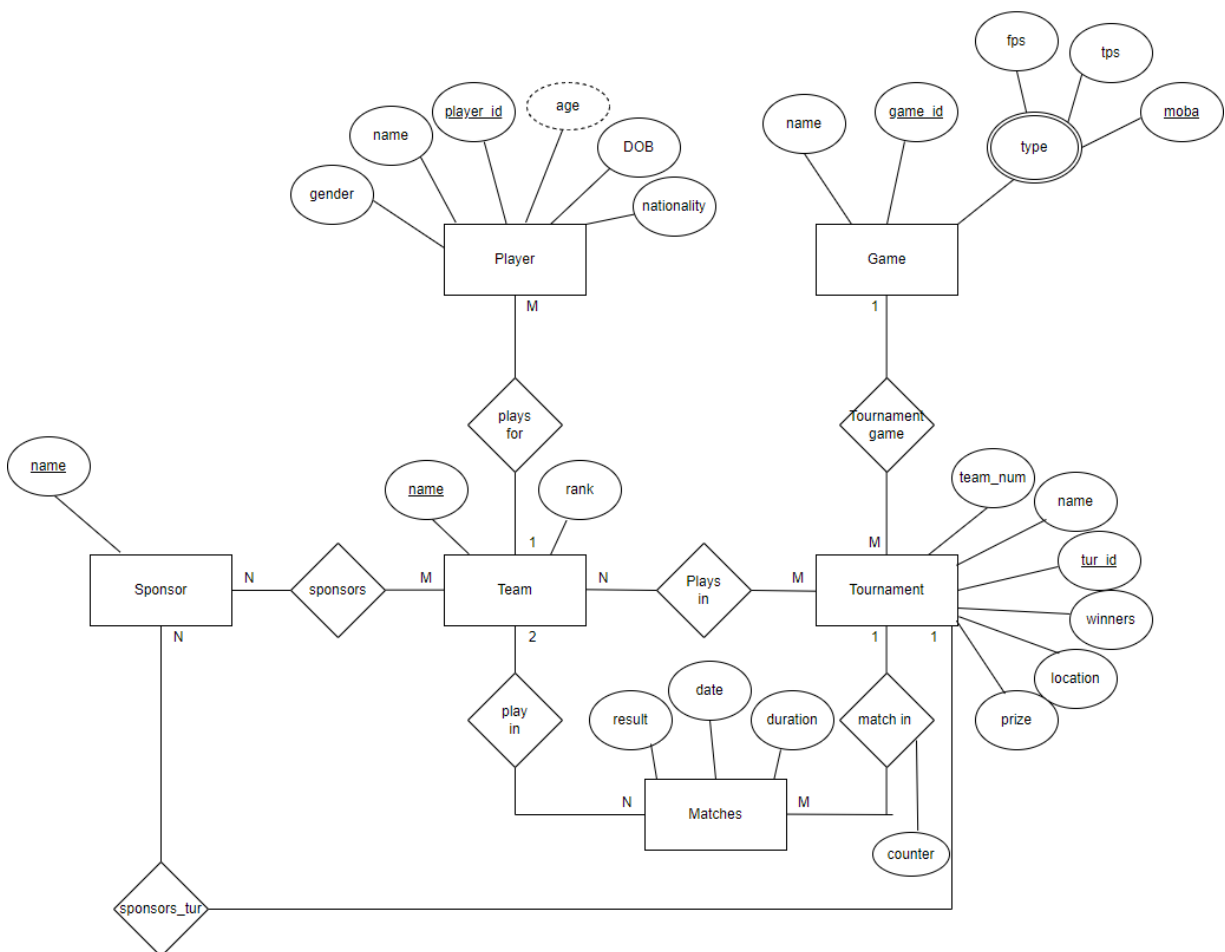 fps
tps
game_id
moba
player_id
age
name
name
type
DOB
gender
nationality
Player
Game
M
1
plays
for
Tournament
game
name
team_num
name
rank
name
1
M
tur_id
N
M
N
M
Sponsor
sponsors
Team
Plays
in
Tournament
winners
N
2
1
1
location
date
play
in
result
duration
match in
prize
N
M
Matches
counter
sponsors_tur